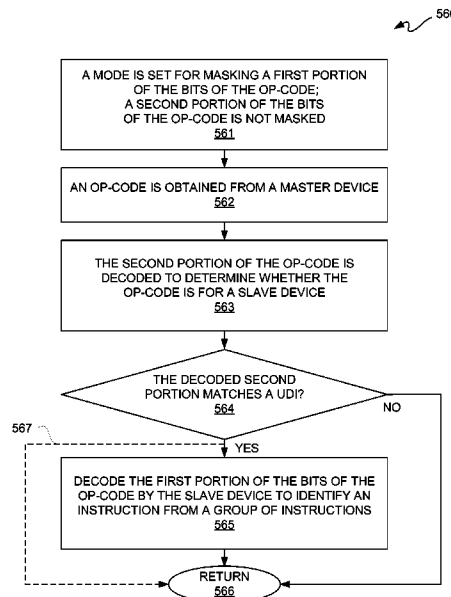 560
A MODE IS SET FOR MASKING A FIRST PORTION
OF THE BITS OF THE OP-CODE;
A SECOND PORTION OF THE BITS
OF THE OP-CODE IS NOT MASKED
561
AN OP-CODE IS OBTAINED FROM A MASTER DEVICE
562
THE SECOND PORTION OF THE OP-CODE IS
DECODED TO DETERMINE WHETHER THE
OP-CODE IS FOR A SLAVE DEVICE
563
THE DECODED SECOND
PORTION MATCHES A UDI?
564
NO
567
YES
DECODE THE FIRST PORTION OF THE BITS OF THE
OP-CODE BY THE SLAVE DEVICE TO IDENTIFY AN
INSTRUCTION FROM A GROUP OF INSTRUCTIONS
565
RETURN
566